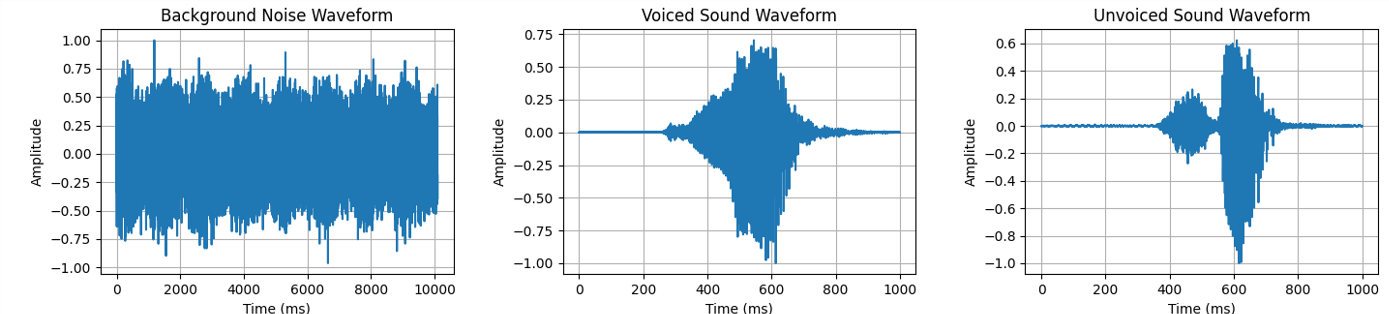 Background Noise Waveform
1.00
0.75
0.50
0.25
0.00
−0.25
−0.50
−0.75
−1.00
Amplitude
0 2000 4000 6000 8000 10000
Time (ms)
Voiced Sound Waveform
0.75
0.50
0.25
0.00
−0.25
−0.50
−0.75
−1.00
Amplitude
0 200 400 600 800 1000
Time (ms)
Unvoiced Sound Waveform
0.6
0.4
0.2
0.0
−0.2
−0.4
−0.6
−0.8
−1.0
Amplitude
0 200 400 600 800 1000
Time (ms)